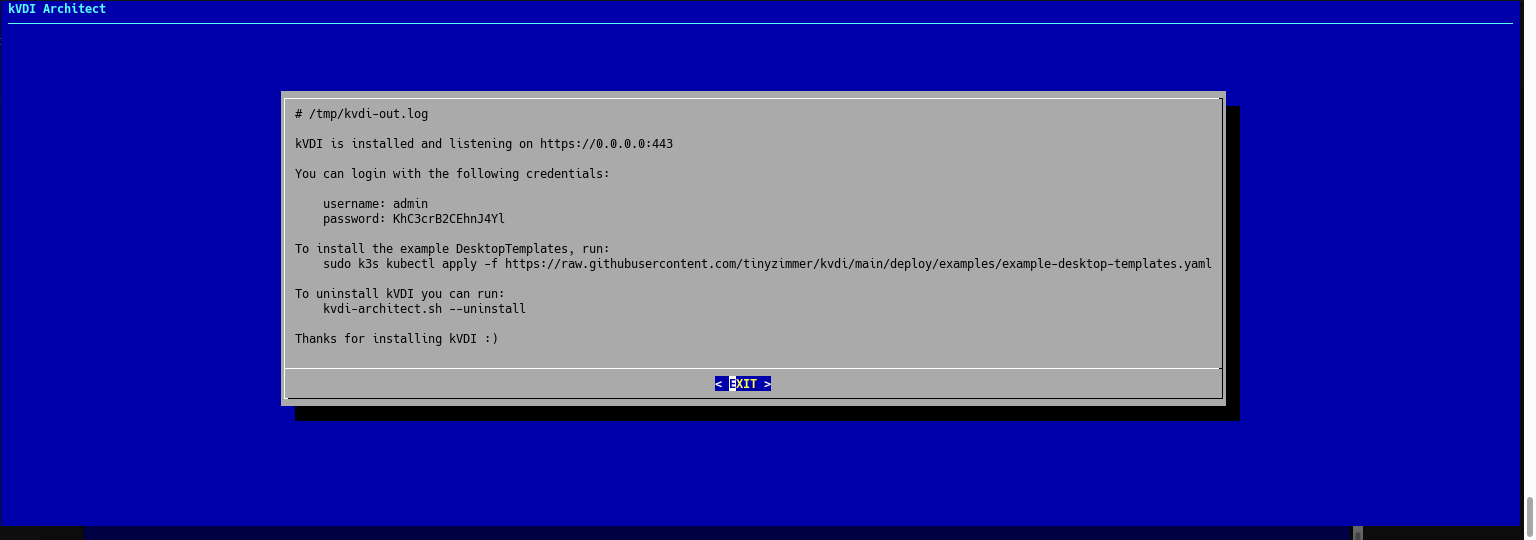 kVDI Architect
# /tmp/kvdi-out.log
kVDI is installed and listening on https://0.0.0.0:443
You can login with the following credentials:
username: admin
password: KhC3crB2CEhnJ4Yl
To install the example DesktopTemplates, run:
sudo k3s kubectl apply -f https://raw.githubusercontent.com/tinyzimmer/kvdi/main/deploy/examples/example-desktop-templates.yaml
To uninstall kVDI you can run:
kvdi-architect.sh --uninstall
Thanks for installing kVDI :)
< EXIT >